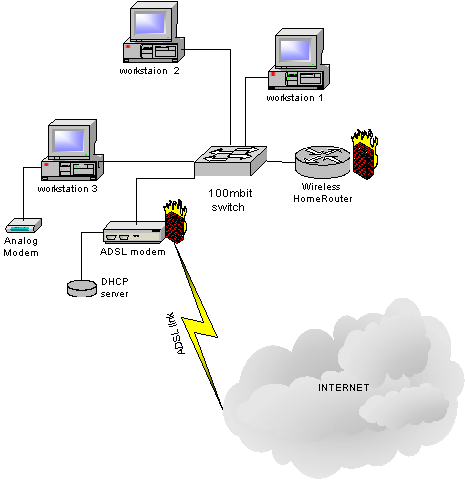 workstaion 2
workstaion 1
workstation 3
100mbit
switch
Wireless
HomeRouter
Analog
Modem
ADSL modem
DHCP
server
ADSL link
INTERNET